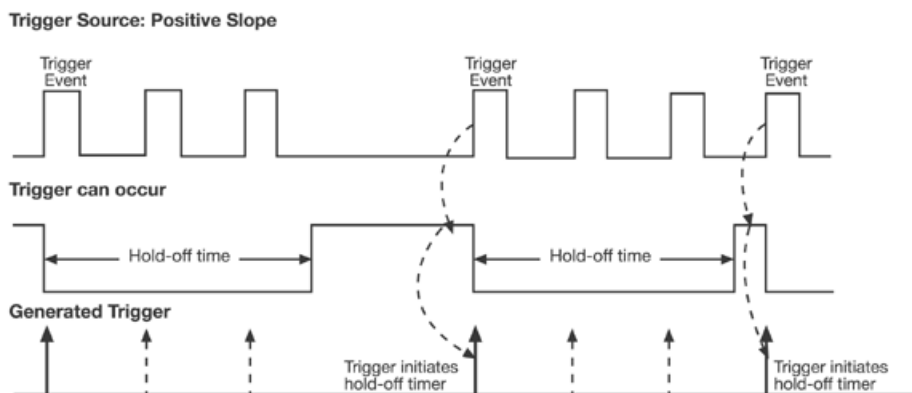 Trigger Source: Positive Slope
Trigger
Event
Trigger
Event
Trigger
Event
Trigger can occur
Hold-off time
Hold-off time
Generated Trigger
Trigger initiates
hold-off timer
Trigger initiates
hold-off timer